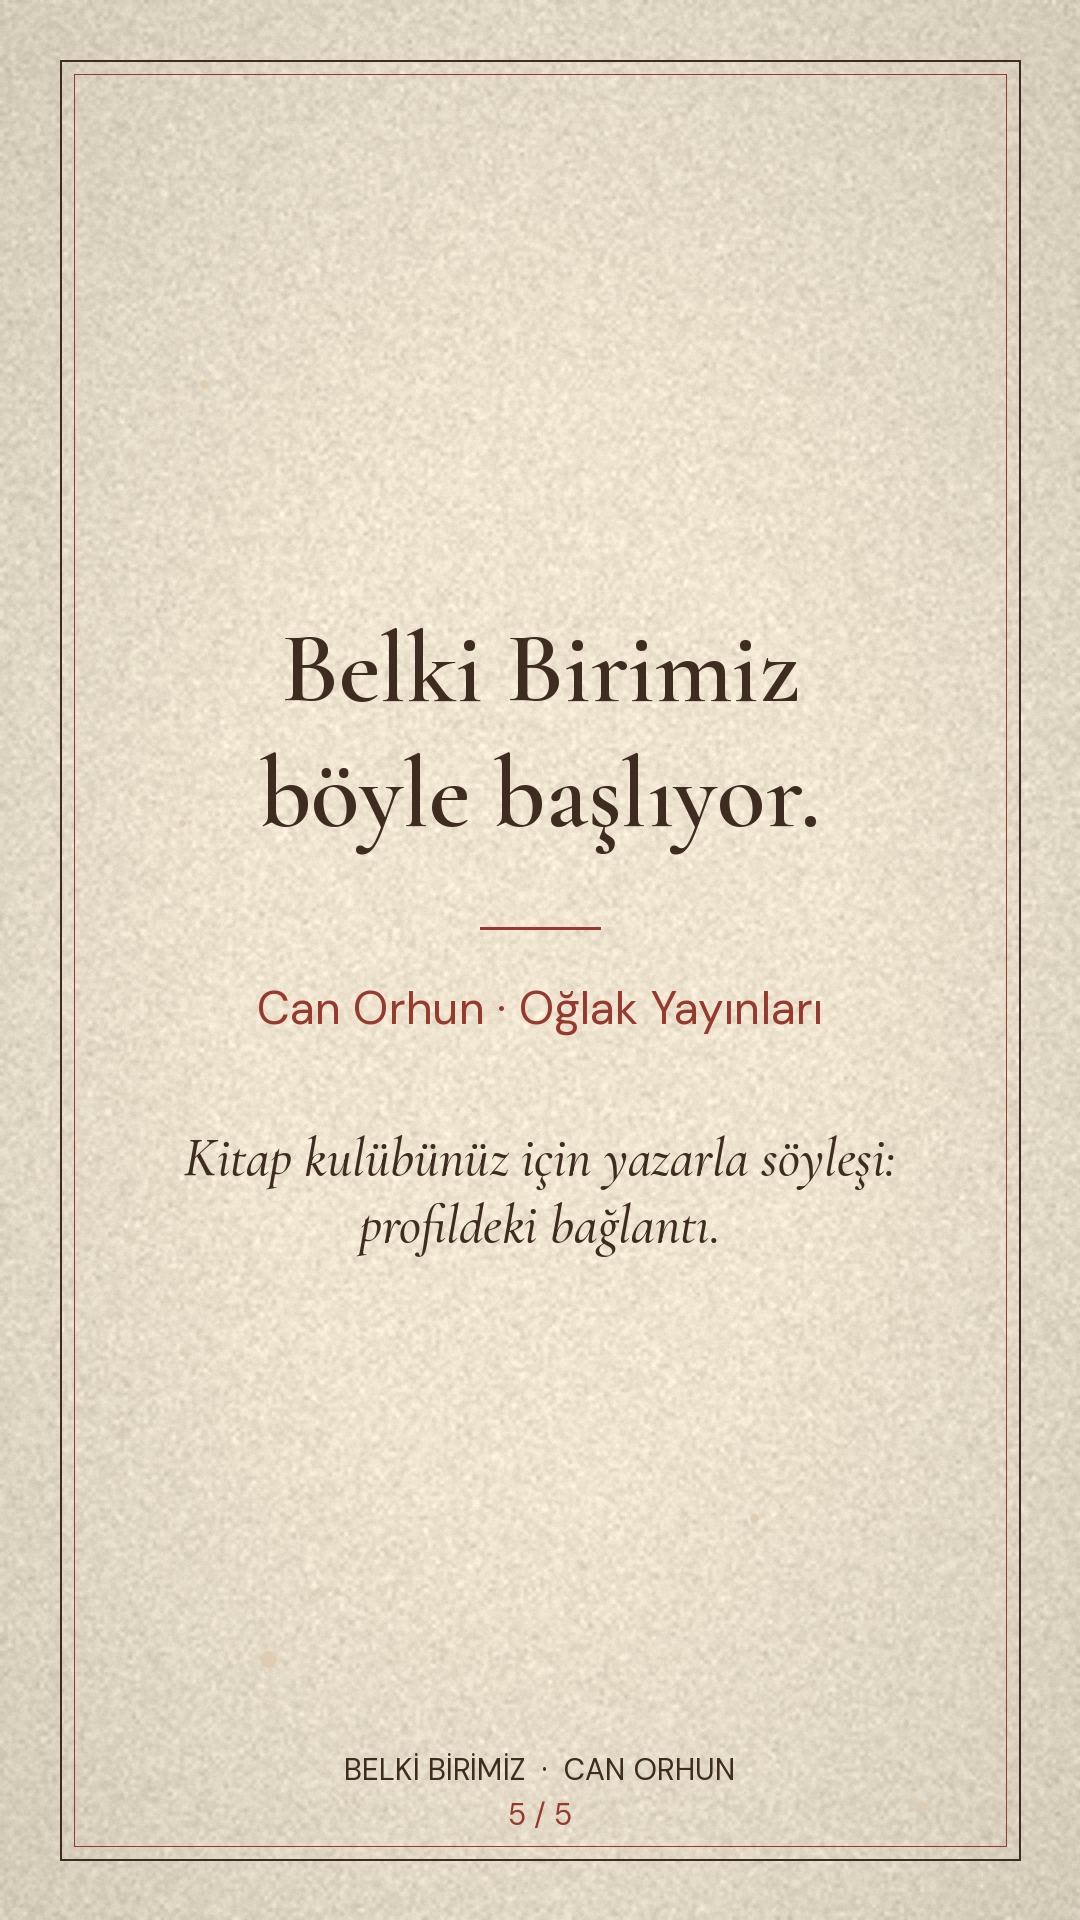 Belki Birimiz
böyle başlıyor.
Can Orhun · Oğlak Yayınları
Kitap kulübünüz için yazarla söyleşi:
profildeki bağlantı.
BELKİ BİRİMİZ · CAN ORHUN
5 / 5